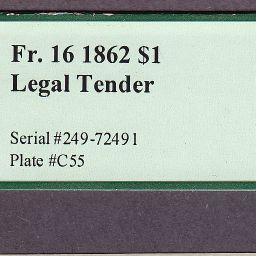 Fr. 16 1862 $1
Legal Tender
Serial #249-72491
Plate #C55